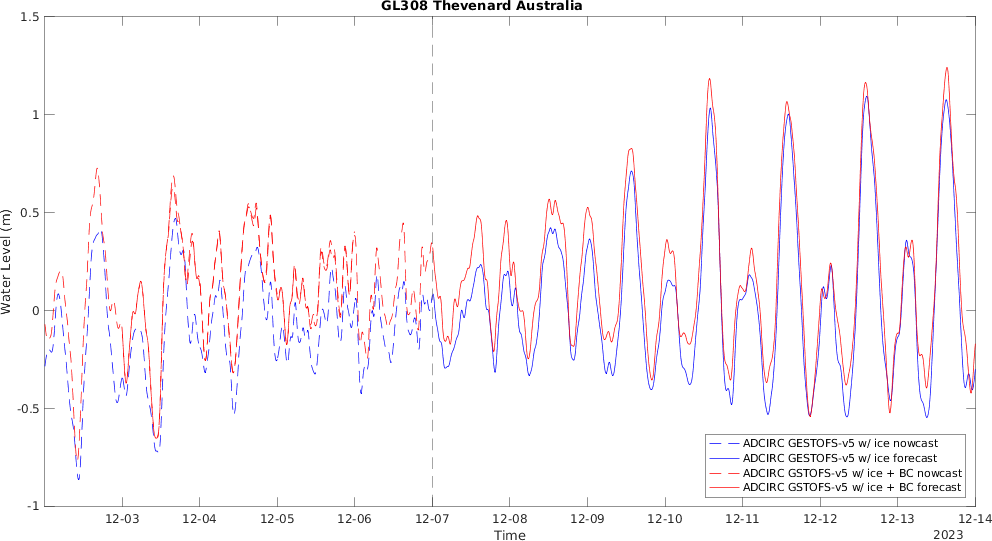 GL308 Thevenard Australia
1.5
1
0.5
0
-0.5
-1
Water Level (m)
ADCIRC GESTOFS-v5 w/ ice nowcast
ADCIRC GESTOFS-v5 w/ ice forecast
ADCIRC GSTOFS-v5 w/ ice + BC nowcast
ADCIRC GSTOFS-v5 w/ ice + BC forecast
12-03 12-04 12-05 12-06 12-07 12-08 12-09 12-10 12-11 12-12 12-13 12-14
Time
2023